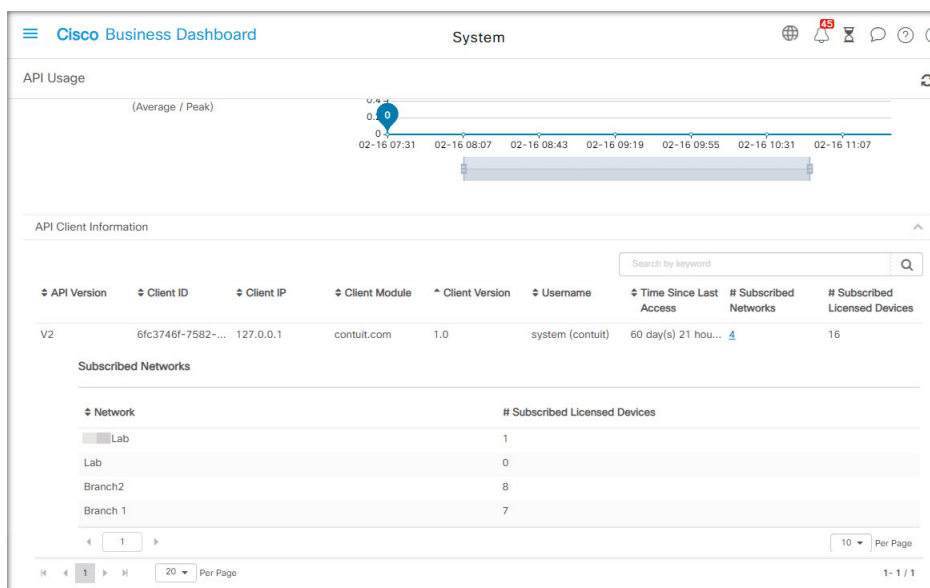 Cisco Business Dashboard
System
45
API Usage
(Average / Peak)
0
0
02-16 07:31 02-16 08:07 02-16 08:43 02-16 09:19 02-16 09:55 02-16 10:31 02-16 11:07
API Client Information
Search by keyword
API Version Client ID Client IP Client Module Client Version Username Time Since Last Access # Subscribed Networks # Subscribed Licensed Devices
V2 6fc3746f-7582-... 127.0.0.1 contuit.com 1.0 system (contuit) 60 day(s) 21 hou... 4 16
Subscribed Networks
Network # Subscribed Licensed Devices
Lab 1
Lab 0
Branch2 8
Branch 1 7
1 10 Per Page
1 20 Per Page 1- 1 / 1